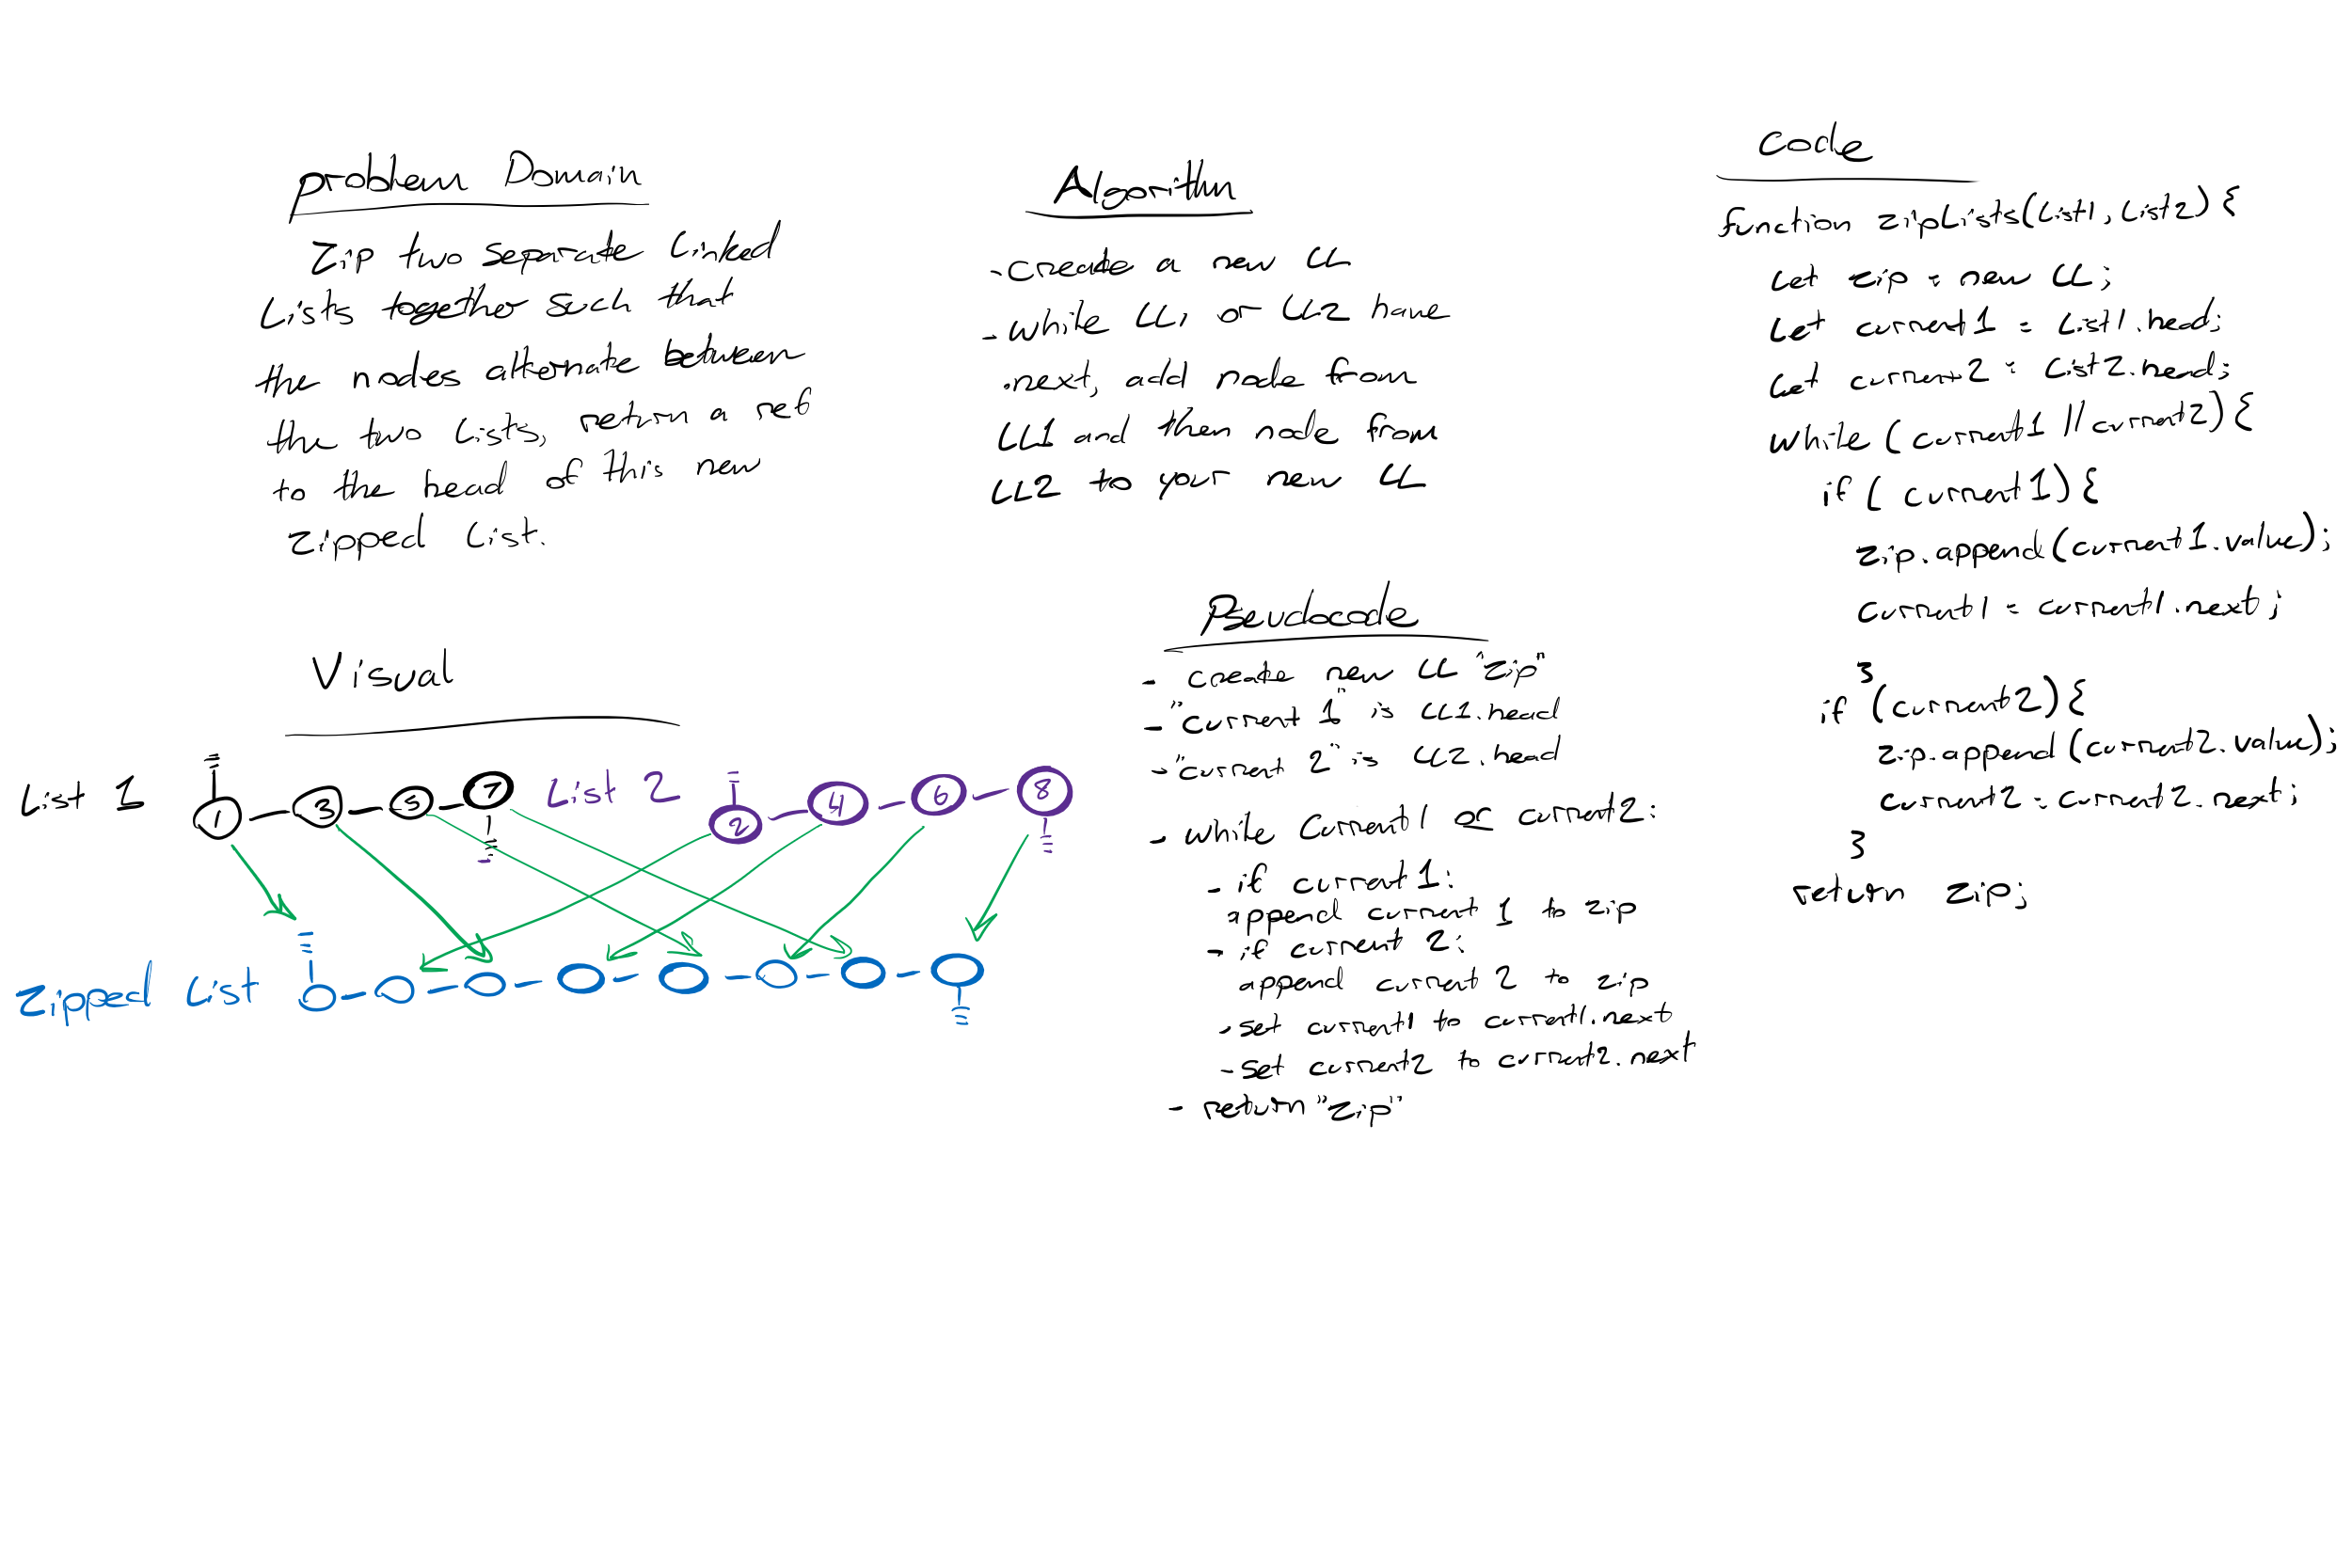 problem Domain
Zip two separate Linked
Lists together such that
the nodes alternate between
the two Lists, return a ref
to the head of this new
zipped List.
Visual
List 1
1 3 5 7
List 2
2 4 6 8
Zipped List
Algorithm
- create a new LL
- while LL1 or LL2 have
.next, add node from
LL1 and then node from
LL2 to your new LL
Pseudocode
- create new LL "Zip"
- "current 1" is LL1.head
- "current 2" is LL2.head
- while Current1 or current2:
- if current1:
append current 1 to zip
- if current 2:
append current 2 to zip
- set current1 to current1.next
- set current2 to current2.next
- return "zip"
code
function zipLists(List1, List2) {
Let zip = new LL;
Let current1 = List1.head;
Let current2 = List2.head;
while (current1 || current2) {
if (current1) {
zip.append(current1.value);
current1 = current1.next;
}
if (current2) {
zip.append(current2.value);
current2 = current2.next;
}
return zip;